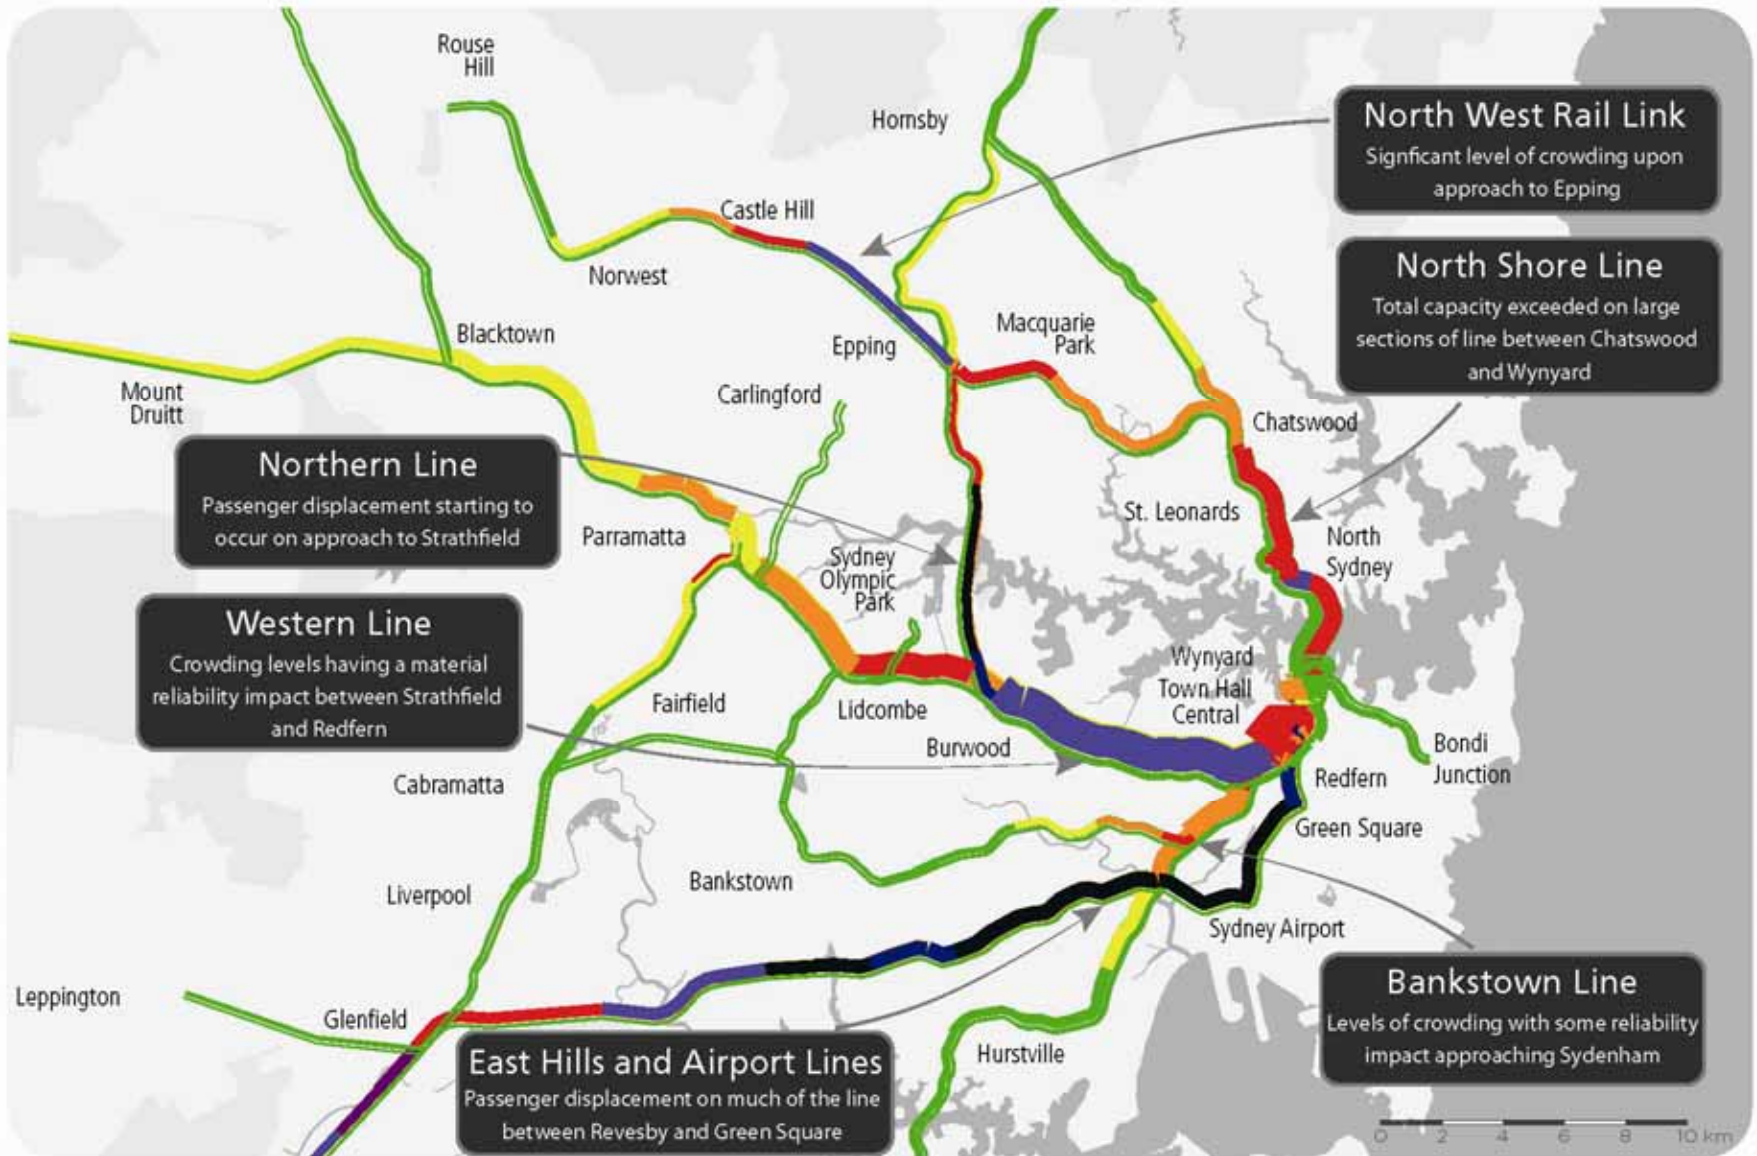 Rouse
Hill
Hornsby
North West Rail Link
Signficant level of crowding upon
approach to Epping
Castle Hill
Norwest
North Shore Line
Total capacity exceeded on large
sections of line between Chatswood
and Wynyard
Blacktown
Macquarie
Park
Epping
Mount
Druitt
Carlingford
Chatswood
Northern Line
Passenger displacement starting to
occur on approach to Strathfield
Parramatta
St. Leonards
North
Sydney
Sydney
Olympic
Park
Western Line
Crowding levels having a material
reliability impact between Strathfield
and Redfern
Wynyard
Town Hall
Central
Fairfield
Lidcombe
Burwood
Bondi
Junction
Cabramatta
Redfern
Green Square
Bankstown
Liverpool
Sydney Airport
Leppington
Glenfield
Bankstown Line
Levels of crowding with some reliability
impact approaching Sydenham
East Hills and Airport Lines
Passenger displacement on much of the line
between Revesby and Green Square
Hurstville
0 2 4 6 8 10 km